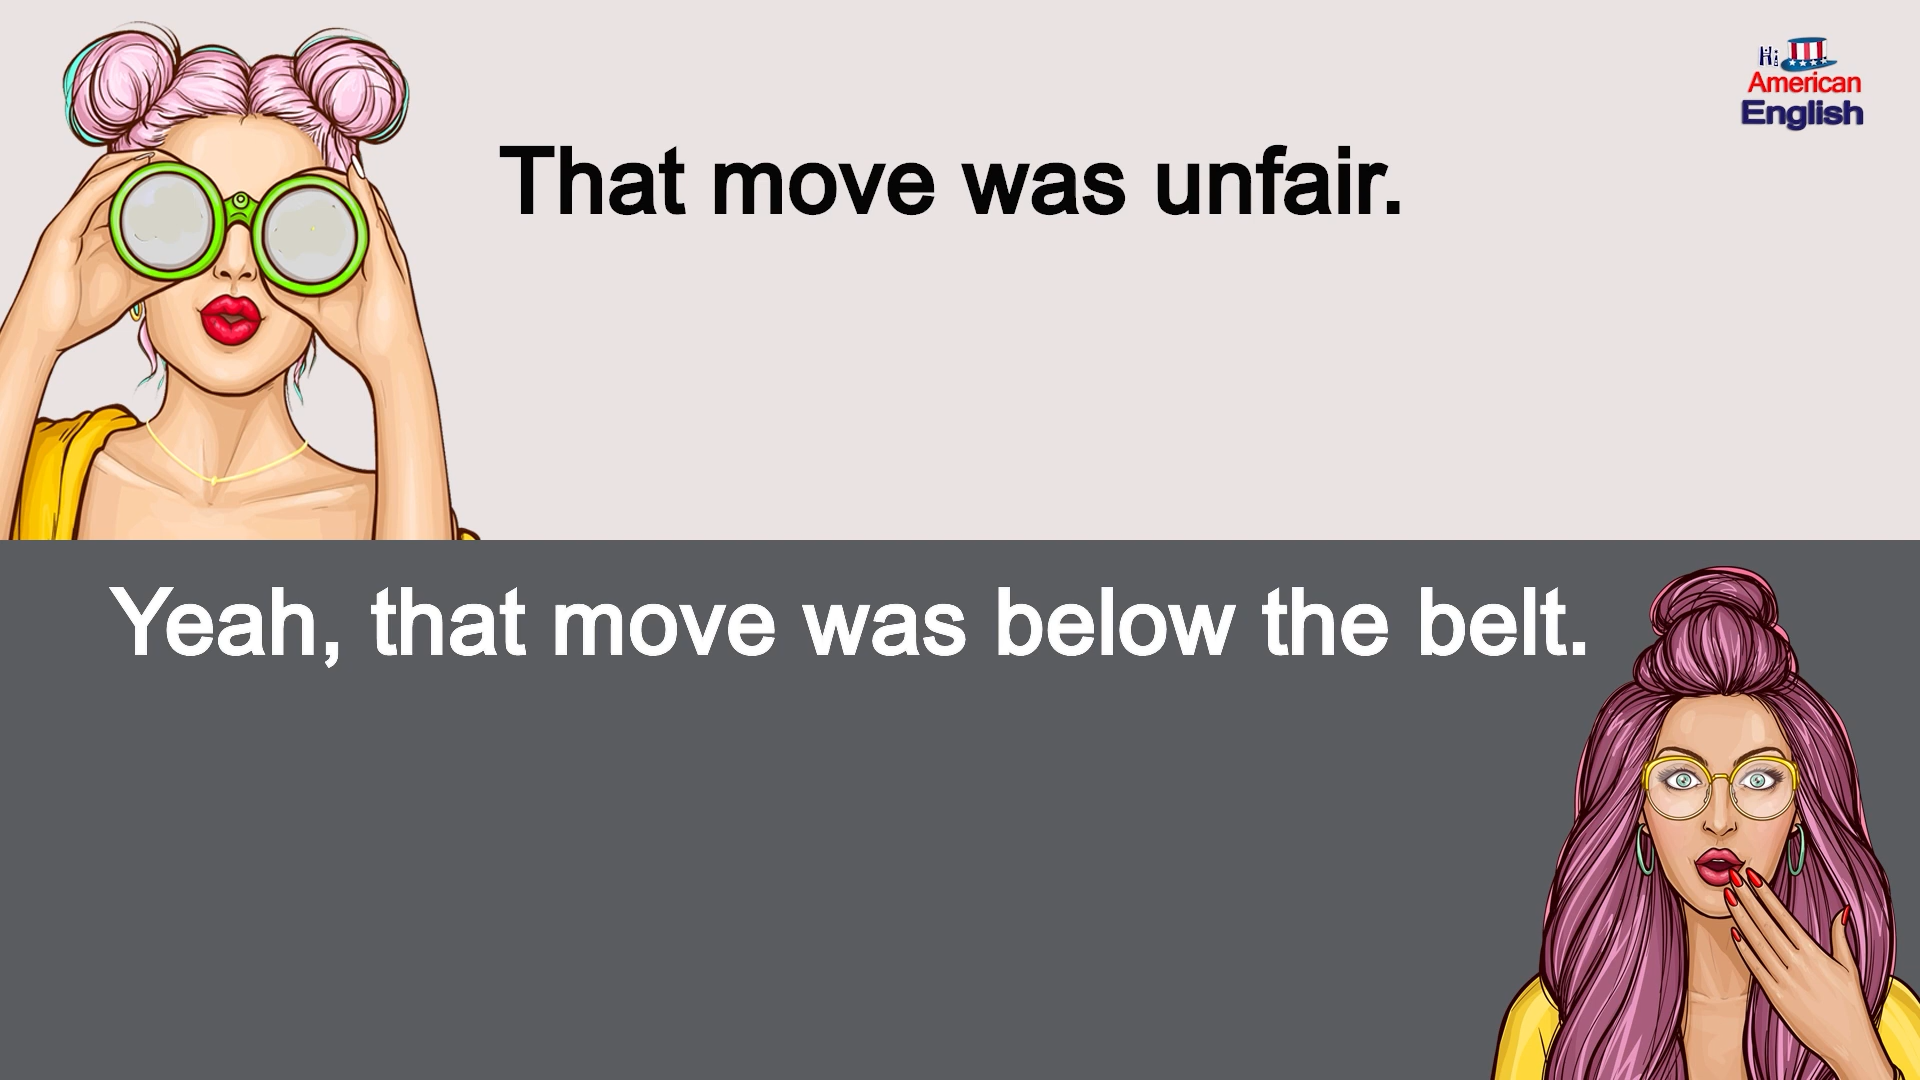 Hi
American
English
That move was unfair.
Yeah, that move was below the belt.